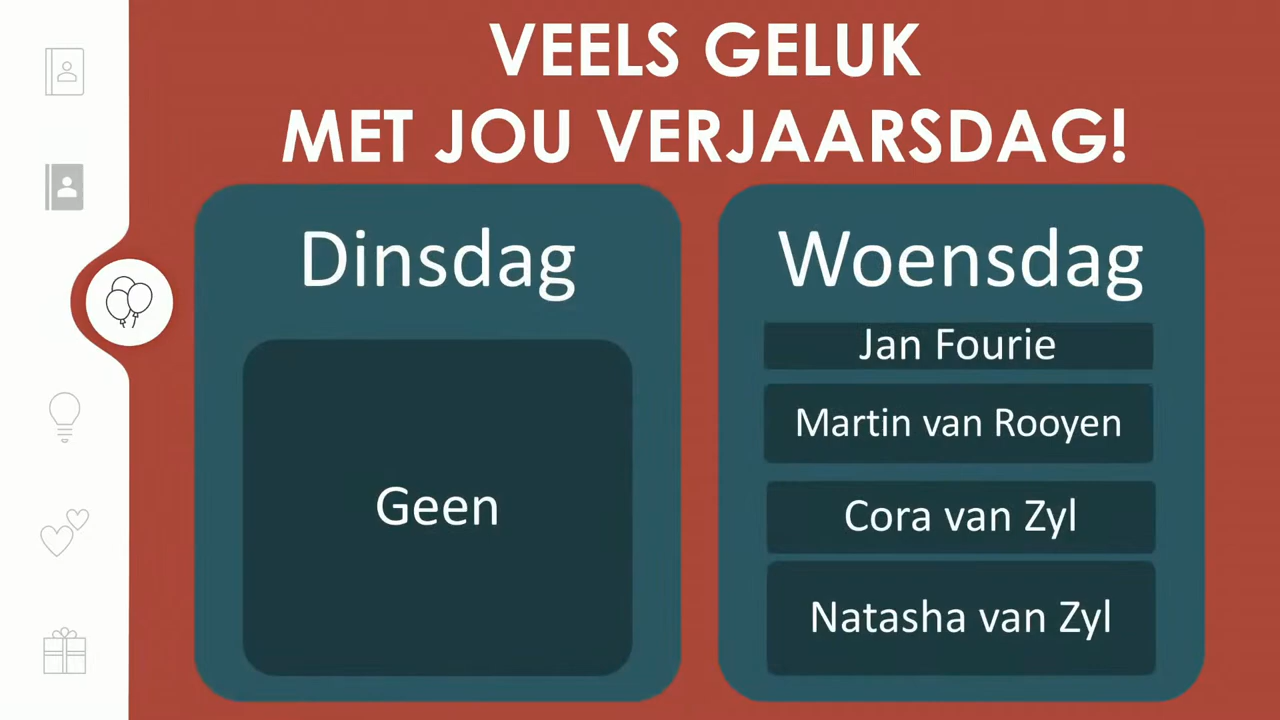 VEELS GELUK
MET JOU VERJAARSDAG!
Dinsdag
Geen
Woensdag
Jan Fourie
Martin van Rooyen
Cora van Zyl
Natasha van Zyl